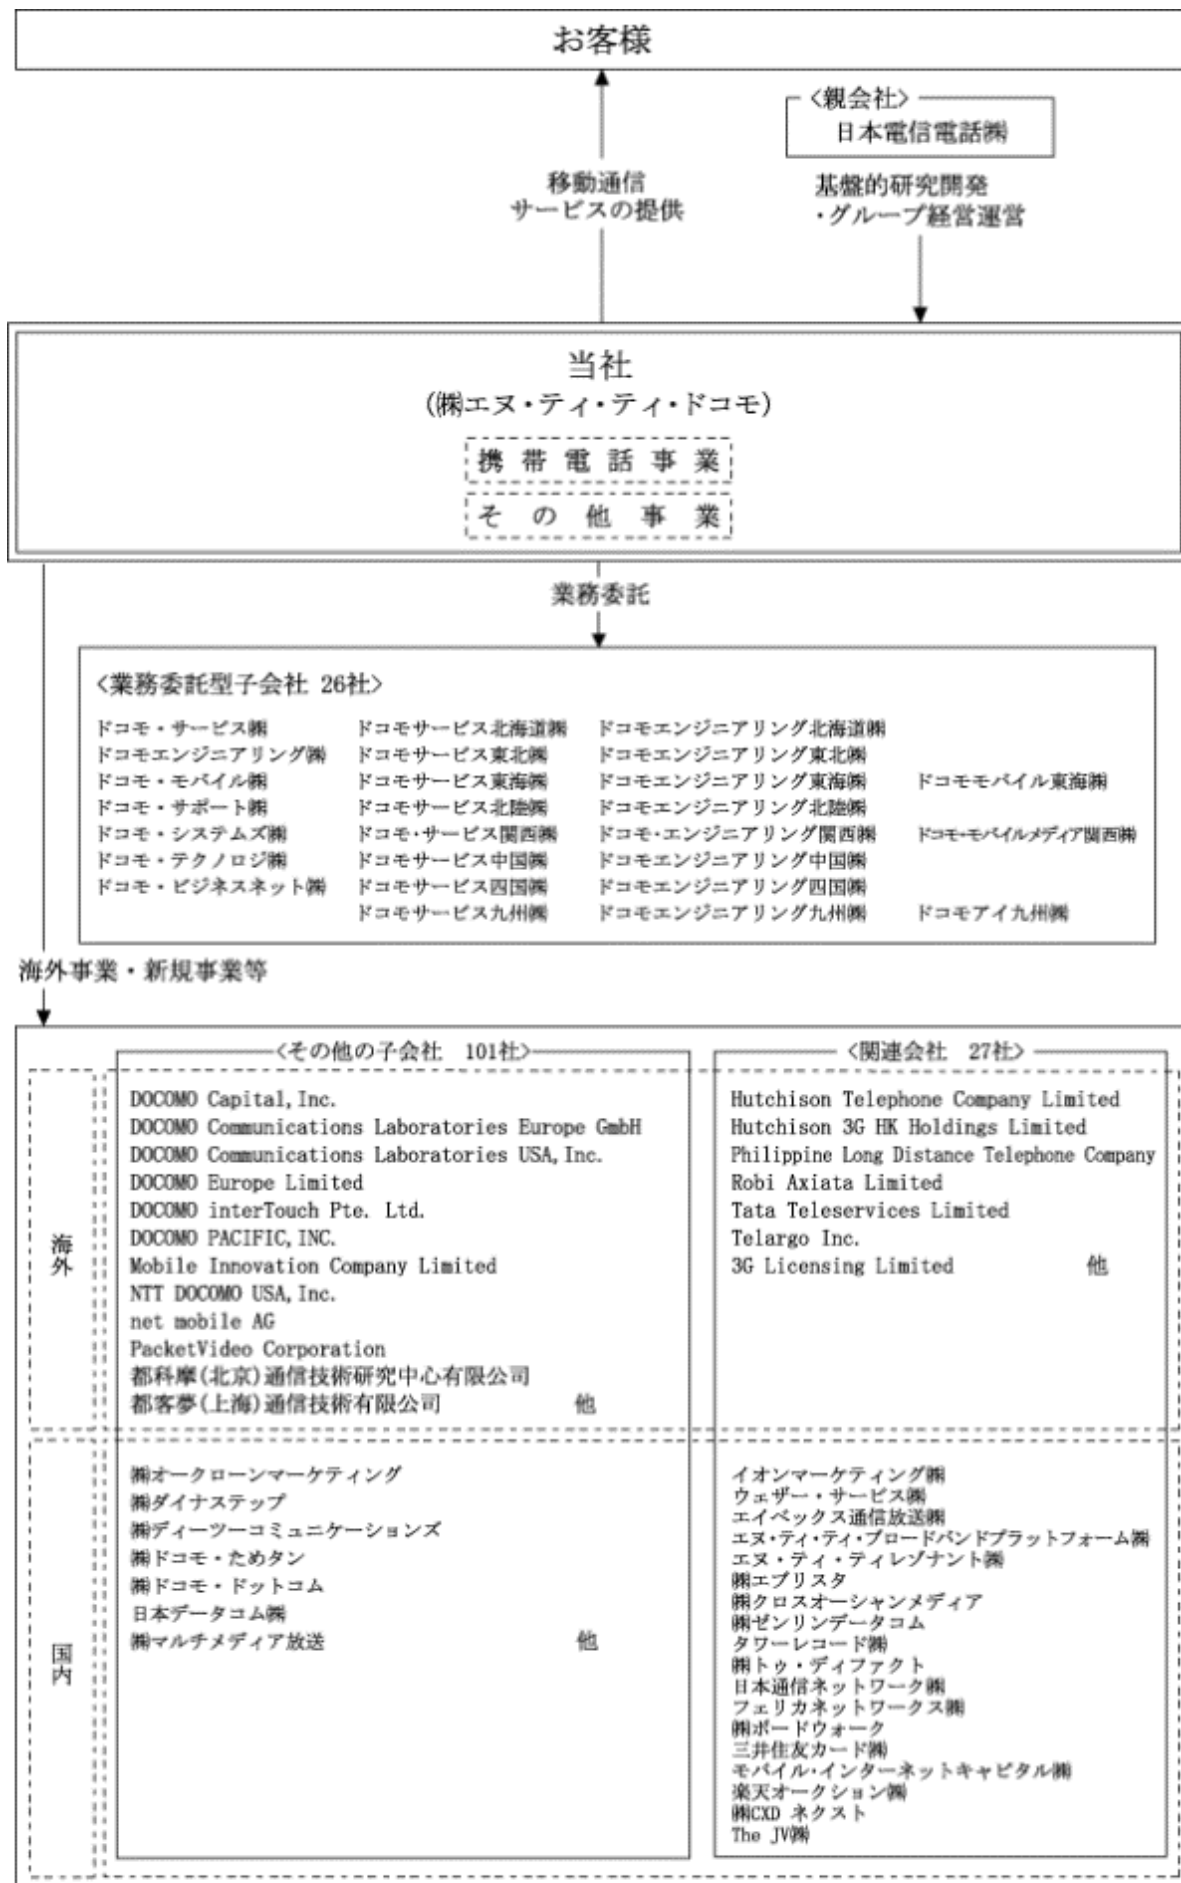 お客様
<親会社>
日本電信電話㈱
移動通信
サービスの提供
基盤的研究開発
・グループ経営運営
当社
(㈱エヌ・ティ・ティ・ドコモ)
携帯電話事業
その他事業
業務委託
<業務委託型子会社 26社>
ドコモ・サービス㈱ ドコモサービス北海道㈱ ドコモエンジニアリング北海道㈱
ドコモエンジニアリング㈱ ドコモサービス東北㈱ ドコモエンジニアリング東北㈱
ドコモ・モバイル㈱ ドコモサービス東海㈱ ドコモエンジニアリング東海㈱ ドコモモバイル東海㈱
ドコモ・サポート㈱ ドコモサービス北陸㈱ ドコモエンジニアリング北陸㈱
ドコモ・システムズ㈱ ドコモ・サービス関西㈱ ドコモ・エンジニアリング関西㈱ ドコモ・モバイルメディア関西㈱
ドコモ・テクノロジ㈱ ドコモサービス中国㈱ ドコモエンジニアリング中国㈱
ドコモ・ビジネスネット㈱ ドコモサービス四国㈱ ドコモエンジニアリング四国㈱
ドコモサービス九州㈱ ドコモエンジニアリング九州㈱ ドコモアイ九州㈱
海外事業・新規事業等
<その他の子会社 101社>
海外
DOCOMO Capital,Inc.
DOCOMO Communications Laboratories Europe GmbH
DOCOMO Communications Laboratories USA,Inc.
DOCOMO Europe Limited
DOCOMO interTouch Pte. Ltd.
DOCOMO PACIFIC,INC.
Mobile Innovation Company Limited
NTT DOCOMO USA,Inc.
net mobile AG
PacketVideo Corporation
都科摩(北京)通信技術研究中心有限公司
都客夢(上海)通信技術有限公司 他
国内
㈱オークローンマーケティング
㈱ダイナステップ
㈱ディーツーコミュニケーションズ
㈱ドコモ・ためタン
㈱ドコモ・ドットコム
日本データコム㈱
㈱マルチメディア放送 他
<関連会社 27社>
Hutchison Telephone Company Limited
Hutchison 3G HK Holdings Limited
Philippine Long Distance Telephone Company
Robi Axiata Limited
Tata Teleservices Limited
Telargo Inc.
3G Licensing Limited 他
イオンマーケティング㈱
ウェザー・サービス㈱
エイベックス通信放送㈱
エヌ・ティ・ティ・ブロードバンドプラットフォーム㈱
エヌ・ティ・ティレゾナント㈱
㈱エブリスタ
㈱クロスオーシャンメディア
㈱ゼンリンデータコム
タワーレコード㈱
㈱トゥ・ディファクト
日本通信ネットワーク㈱
フェリカネットワークス㈱
㈱ボードウォーク
三井住友カード㈱
モバイル・インターネットキャピタル㈱
楽天オークション㈱
㈱CXD ネクスト
The JV㈱